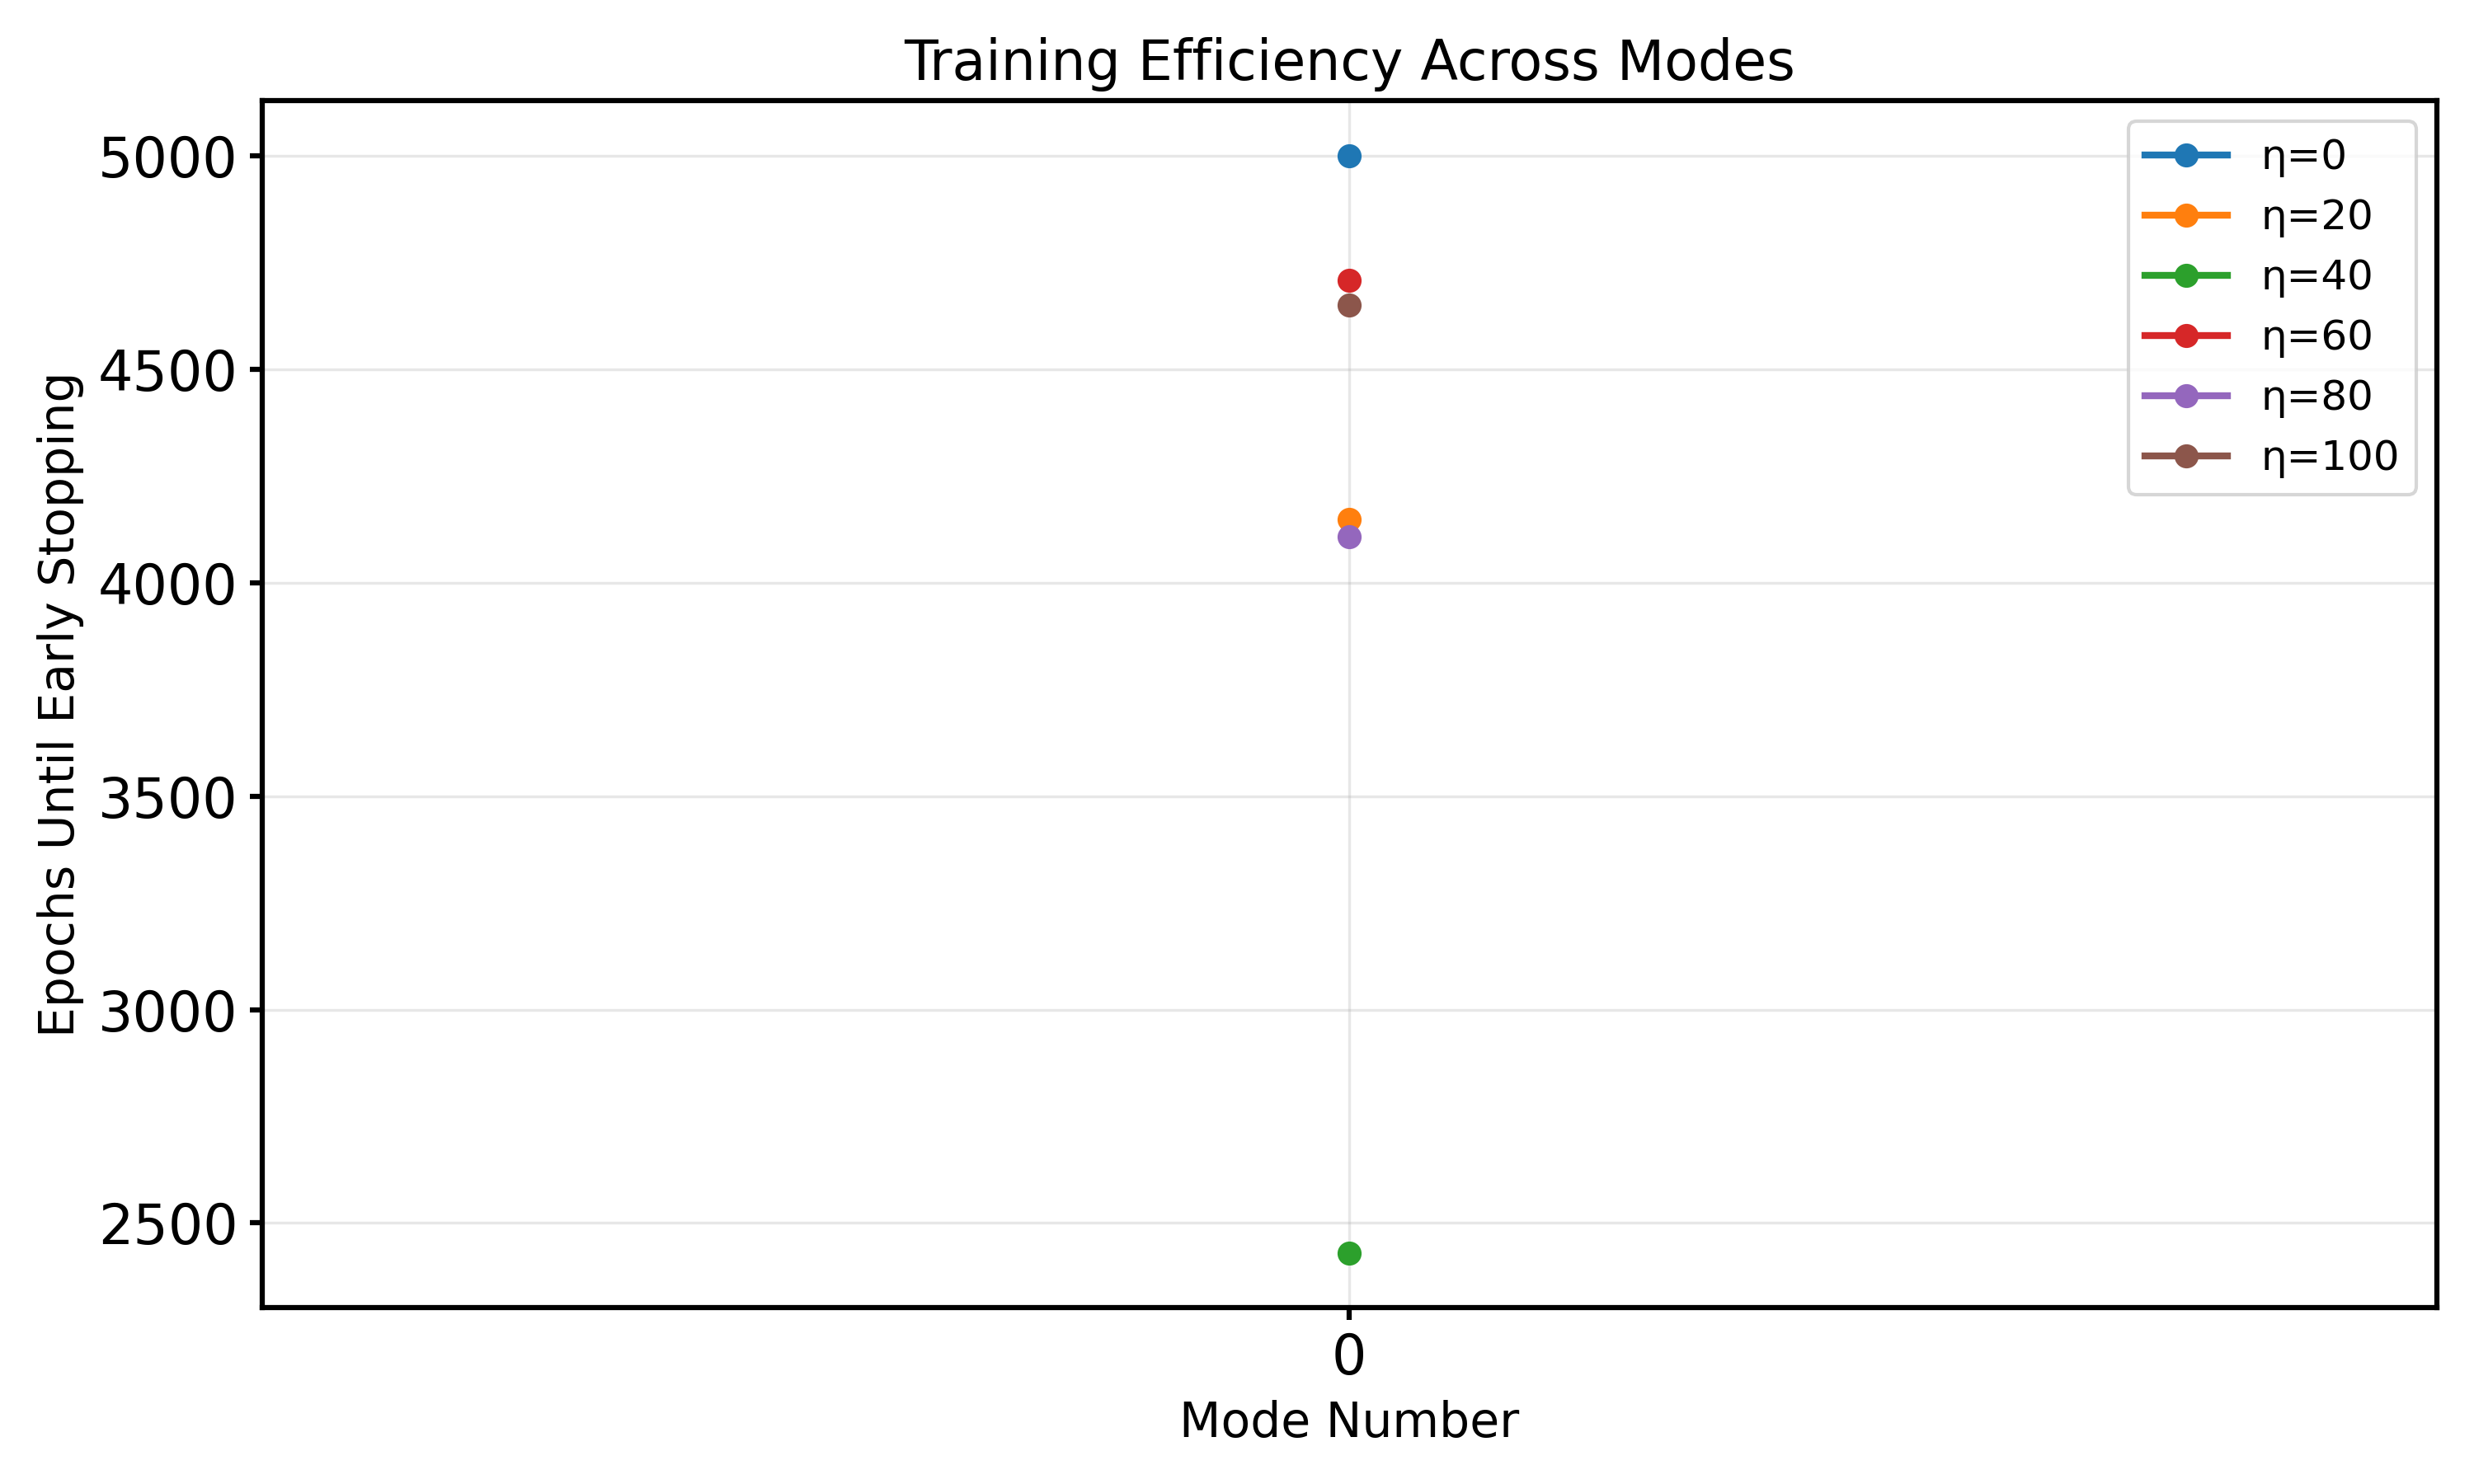 Training Efficiency Across Modes
Epochs Until Early Stopping
5000
4500
4000
3500
3000
2500
η=0
η=20
η=40
η=60
η=80
η=100
0
Mode Number